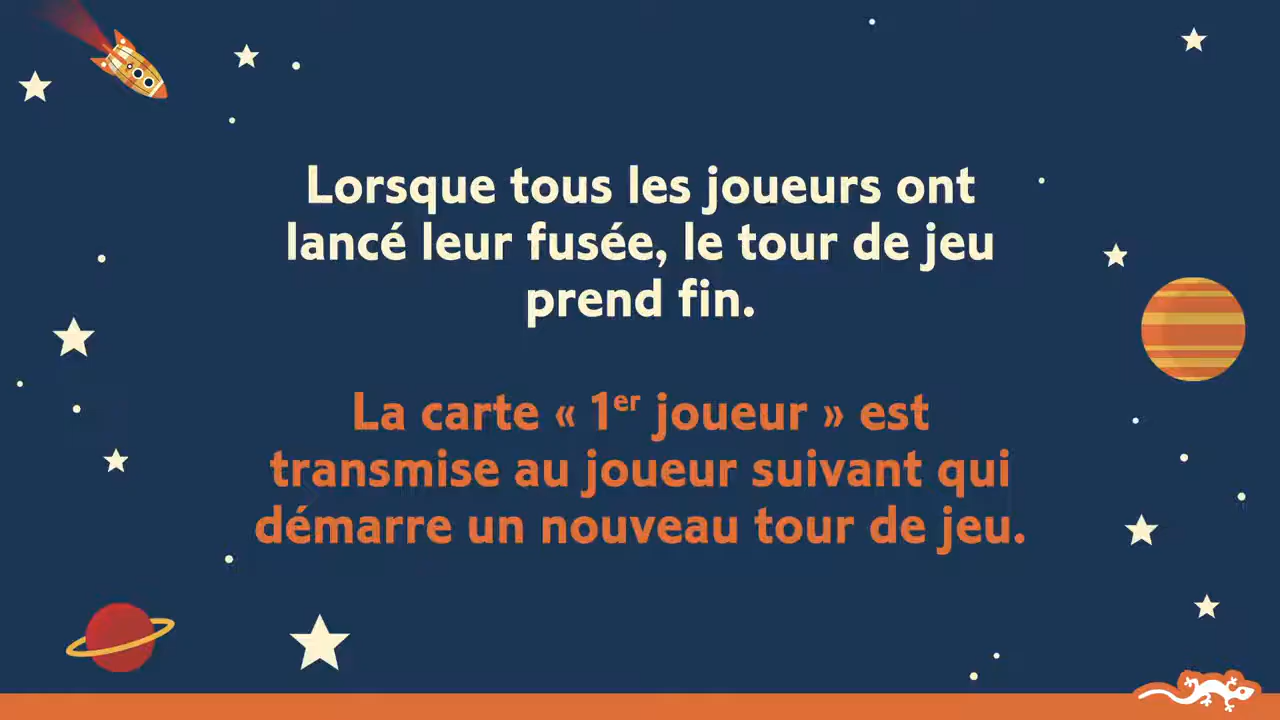 Lorsque tous les joueurs ont
lancé leur fusée, le tour de jeu
prend fin.
La carte « 1er joueur » est
transmise au joueur suivant qui
démarre un nouveau tour de jeu.